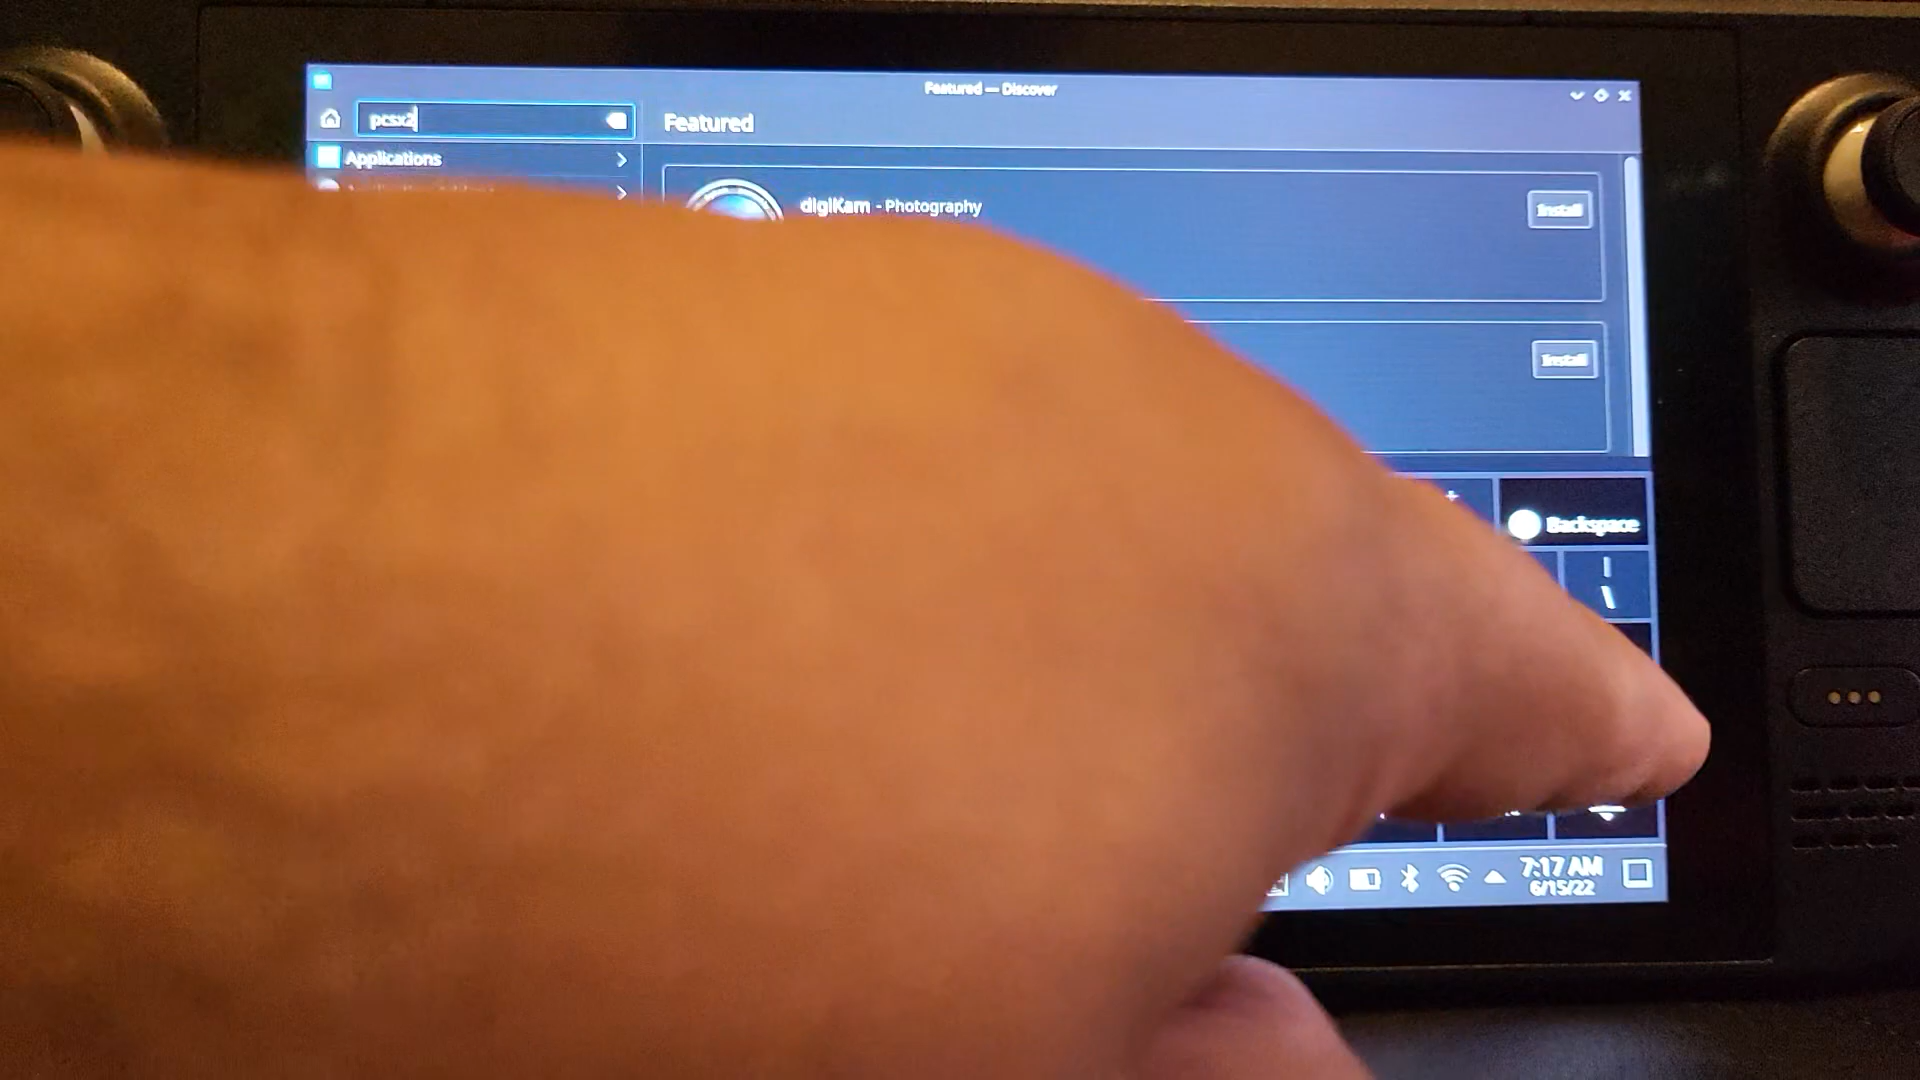 Featured — Discover
pcsx2
Featured
Applications
digiKam - Photography
Install
Install
+
Backspace
|
\
7:17 AM
6/15/22